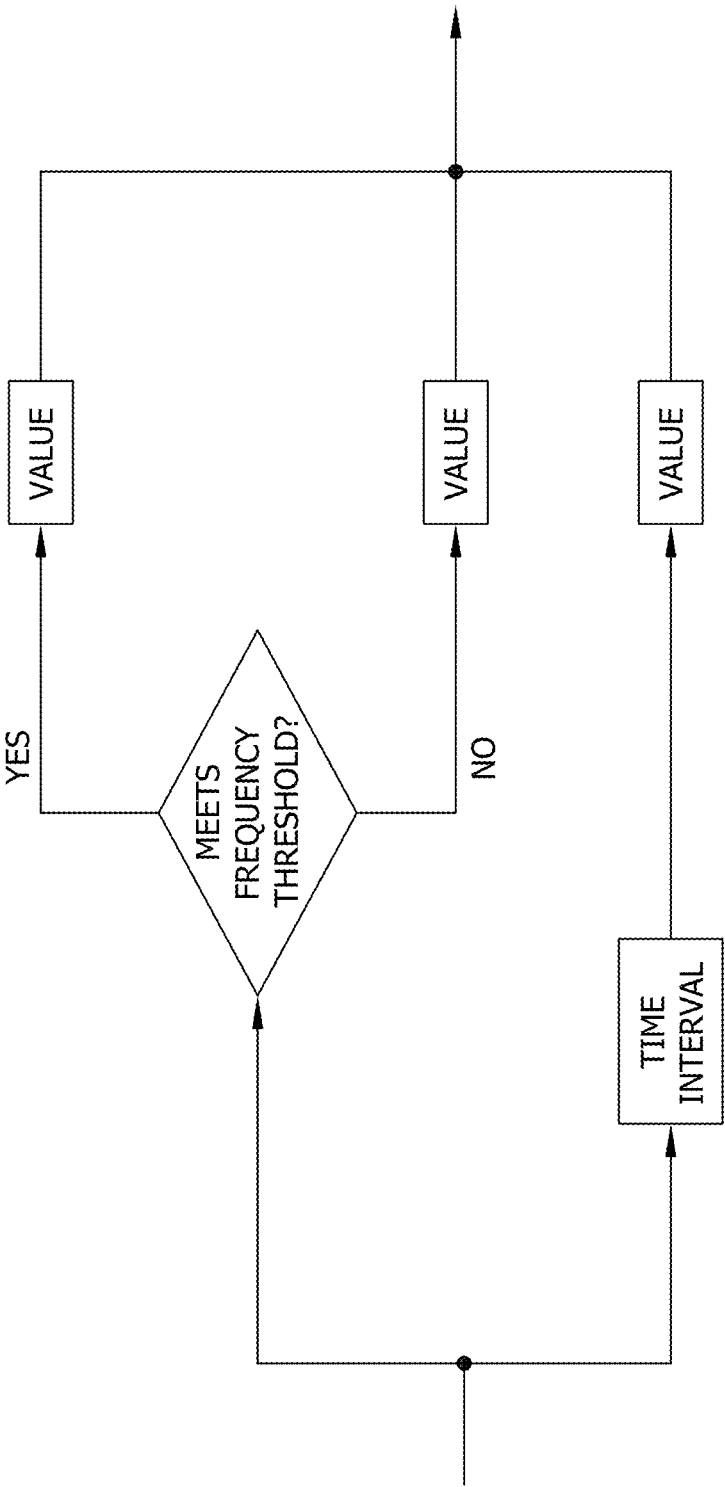 YES
VALUE
MEETS
FREQUENCY
THRESHOLD?
NO
VALUE
TIME
INTERVAL
VALUE